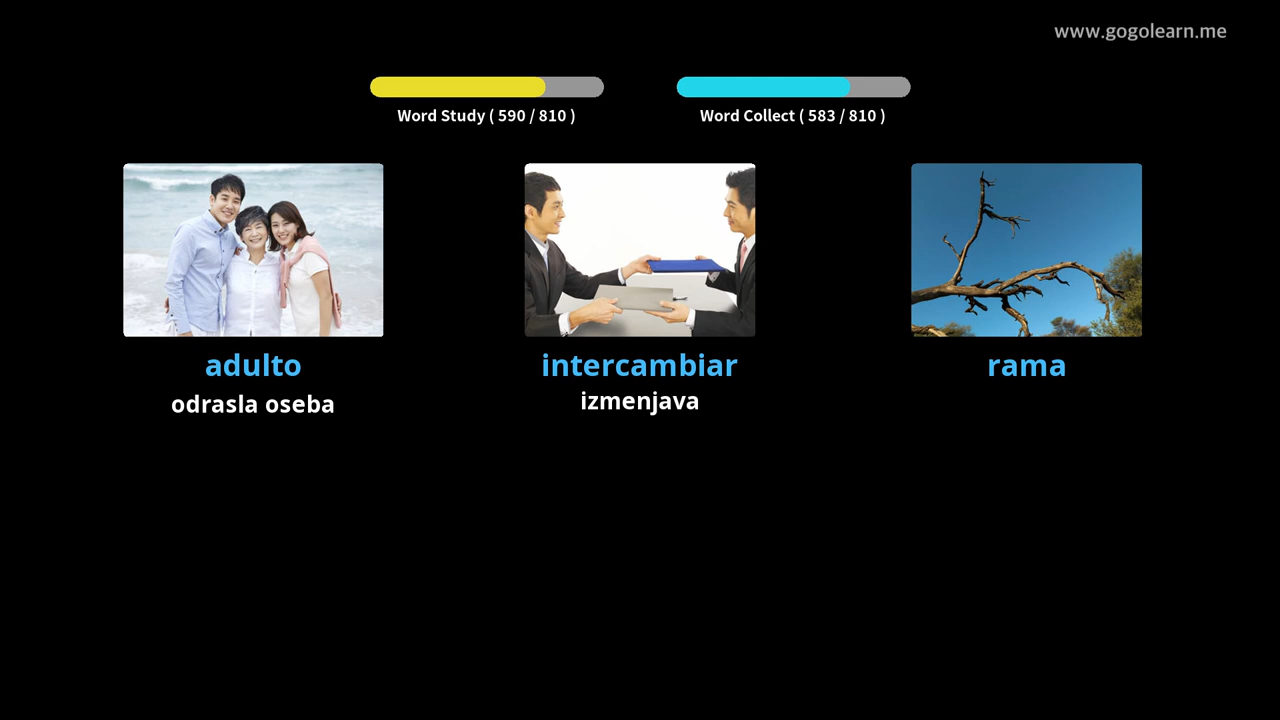 www.gogolearn.me
Word Study ( 590 / 810 )
Word Collect ( 583 / 810 )
adulto
odrasla oseba
intercambiar
izmenjava
rama